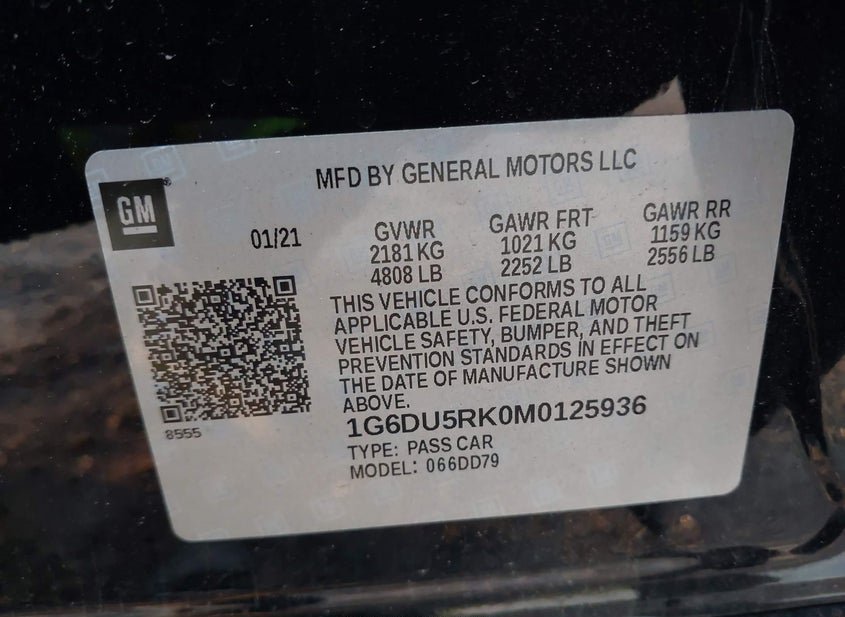 MFD BY GENERAL MOTORS LLC
GM®
01/21
GVWR
2181 KG
4808 LB
GAWR FRT
1021 KG
2252 LB
GAWR RR
1159 KG
2556 LB
THIS VEHICLE CONFORMS TO ALL
APPLICABLE U.S. FEDERAL MOTOR
VEHICLE SAFETY, BUMPER, AND THEFT
PREVENTION STANDARDS IN EFFECT ON
THE DATE OF MANUFACTURE SHOWN
ABOVE.
8555
1G6DU5RK0M0125936
TYPE: PASS CAR
MODEL: 066DD79